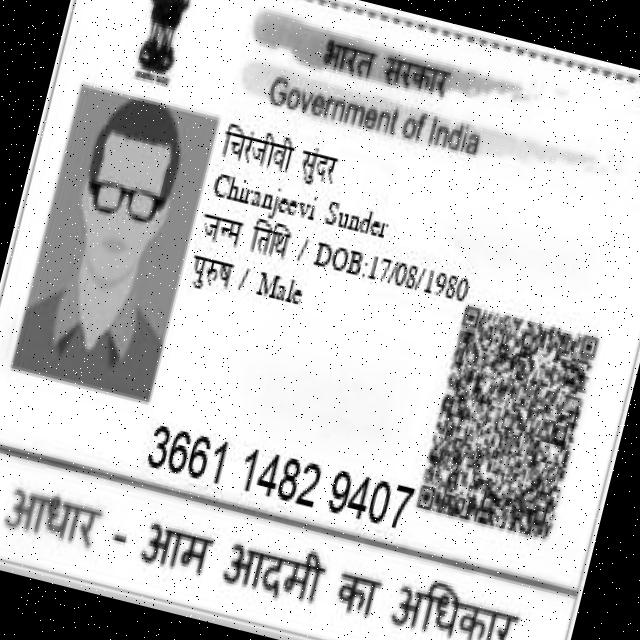 भारत सरकार
Government of India
चिरंजीवी सुंदर
Chiranjeevi Sunder
जन्म तिथि / DOB:17/08/1980
पुरुष / Male
3661 1482 9407
आधार - आम आदमी का अधिकार